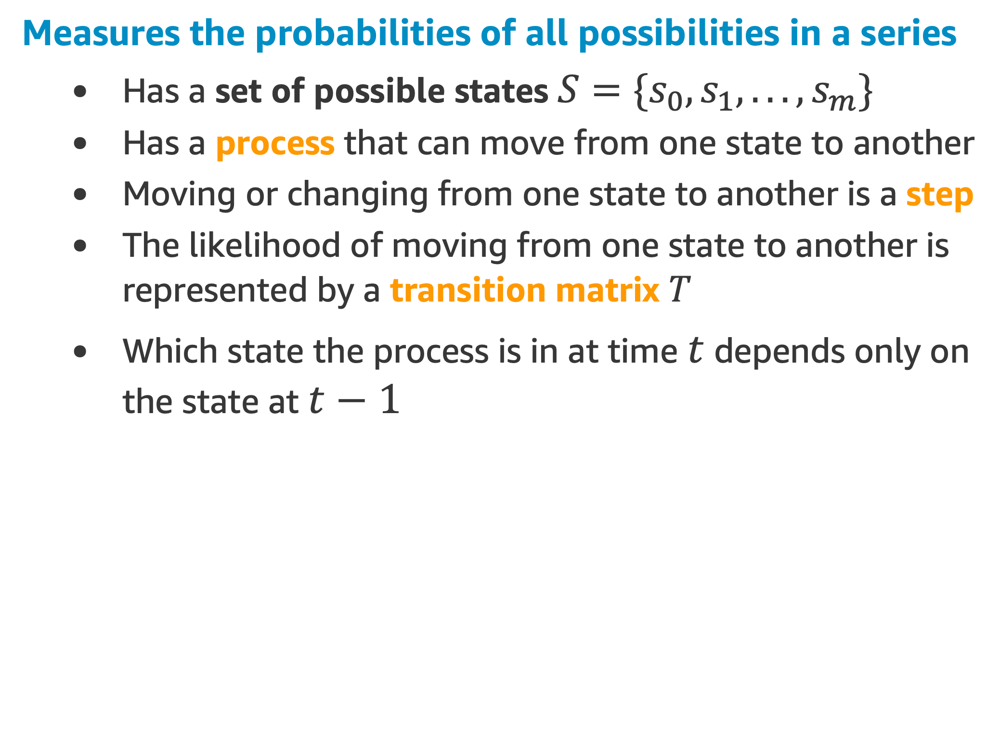 Measures the probabilities of all possibilities in a series
• Has a set of possible states S = {s₀, s₁, . . . , sₘ}
• Has a process that can move from one state to another
• Moving or changing from one state to another is a step
• The likelihood of moving from one state to another is
represented by a transition matrix T
• Which state the process is in at time t depends only on
the state at t − 1